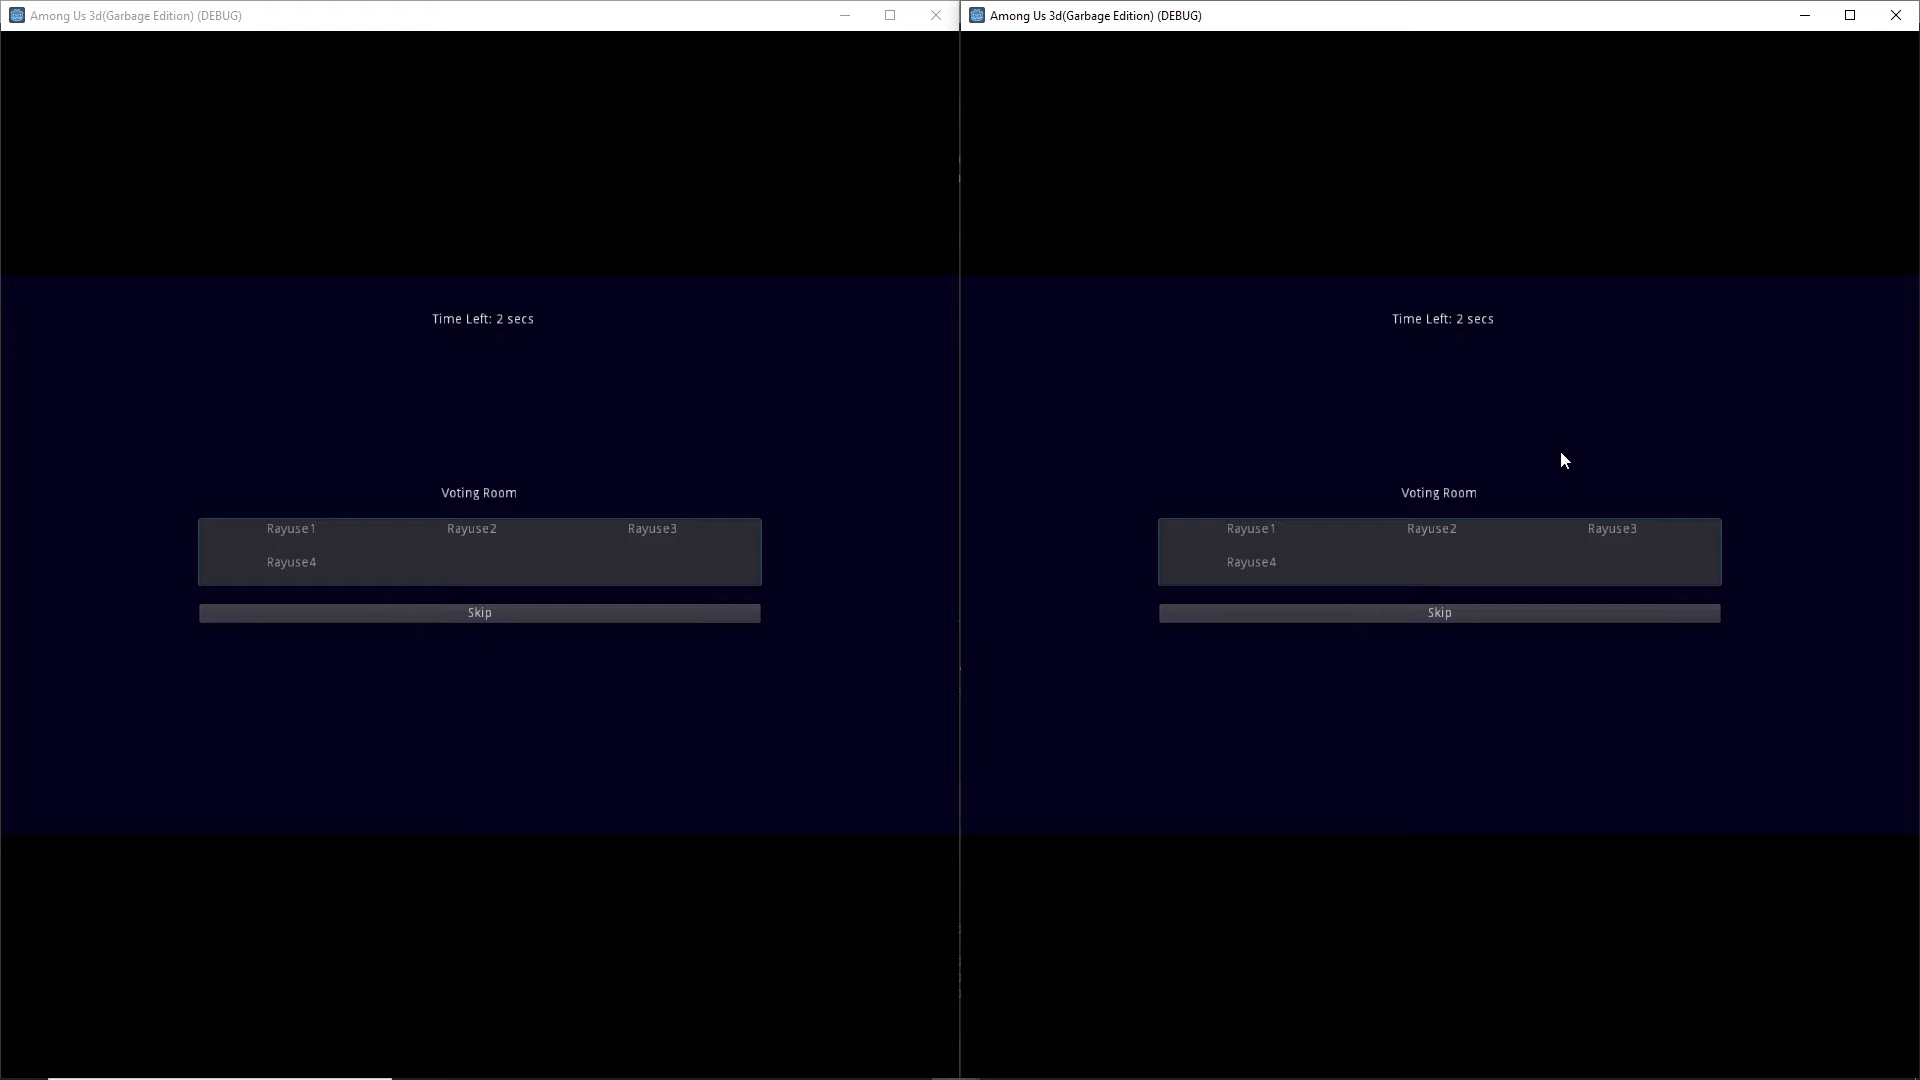 Among Us 3d(Garbage Edition) (DEBUG)
Time Left: 2 secs
Voting Room
Rayuse1 Rayuse2 Rayuse3
Rayuse4
Skip
Among Us 3d(Garbage Edition) (DEBUG)
Time Left: 2 secs
Voting Room
Rayuse1 Rayuse2 Rayuse3
Rayuse4
Skip